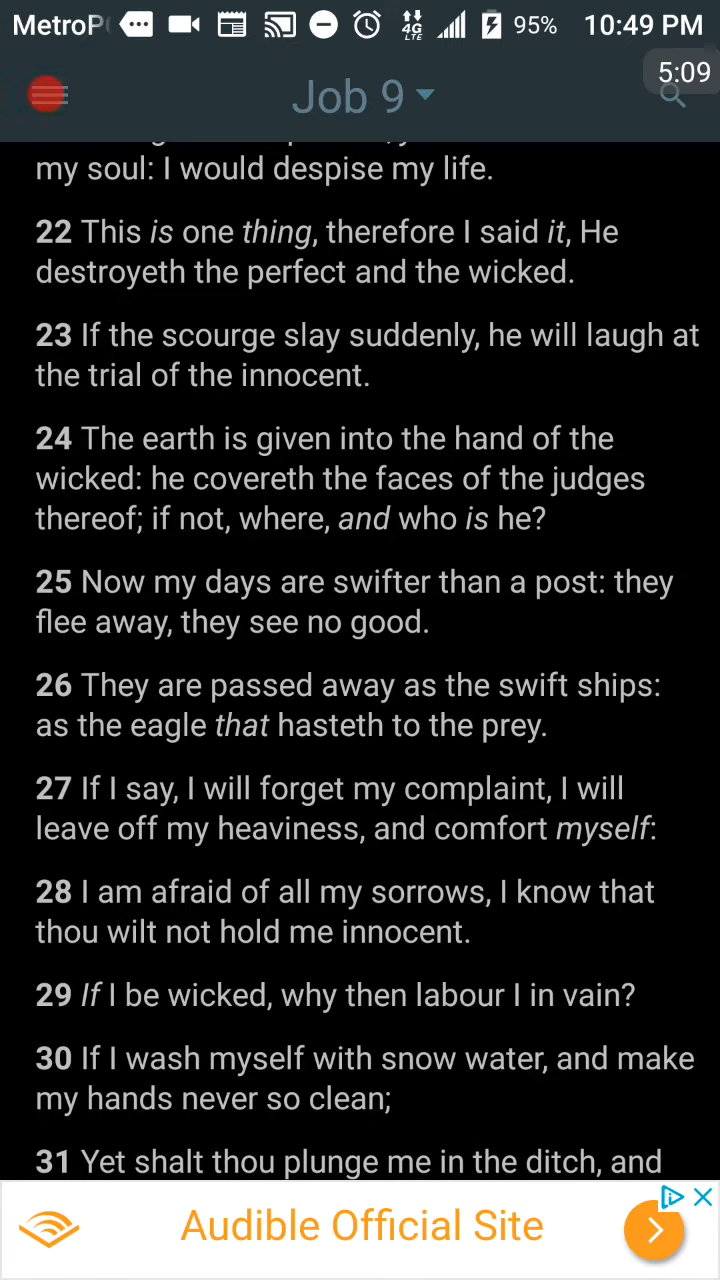 MetroP
4G LTE 95% 10:49 PM
5:09
Job 9
my soul: I would despise my life.
22 This is one thing, therefore I said it, He
destroyeth the perfect and the wicked.
23 If the scourge slay suddenly, he will laugh at
the trial of the innocent.
24 The earth is given into the hand of the
wicked: he covereth the faces of the judges
thereof; if not, where, and who is he?
25 Now my days are swifter than a post: they
flee away, they see no good.
26 They are passed away as the swift ships:
as the eagle that hasteth to the prey.
27 If I say, I will forget my complaint, I will
leave off my heaviness, and comfort myself:
28 I am afraid of all my sorrows, I know that
thou wilt not hold me innocent.
29 If I be wicked, why then labour I in vain?
30 If I wash myself with snow water, and make
my hands never so clean;
31 Yet shalt thou plunge me in the ditch, and
Audible Official Site